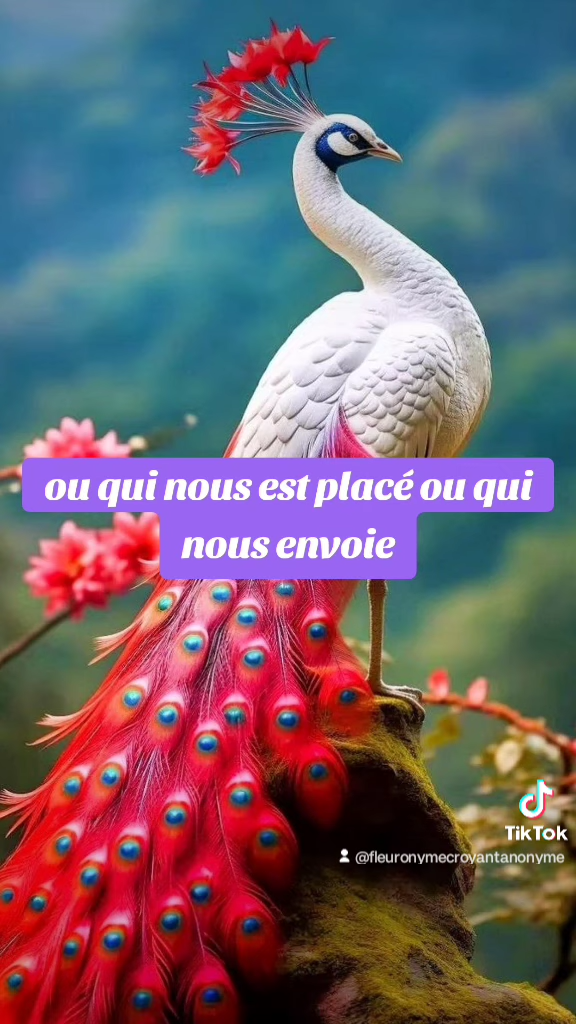 ou qui nous est placé ou qui
nous envoie
TikTok
@fleuronymecroyantanonyme